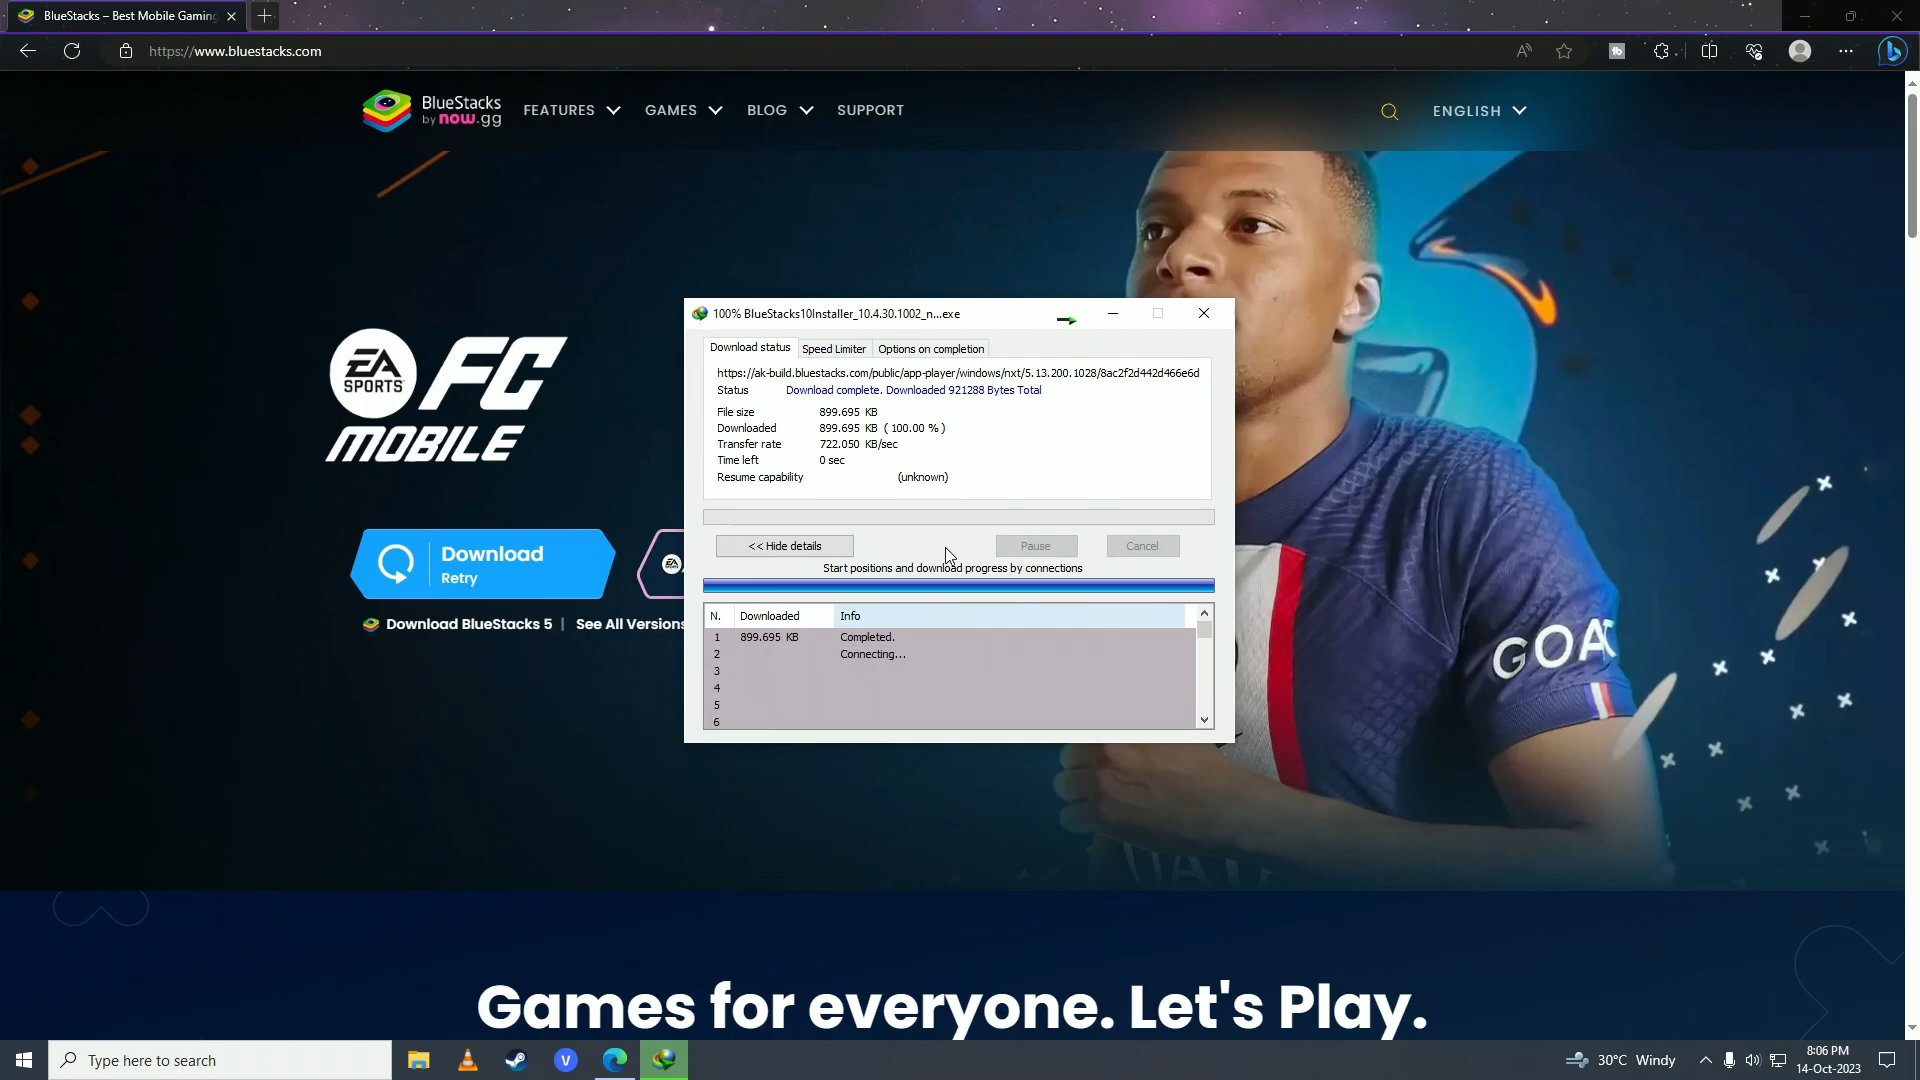 BlueStacks – Best Mobile Gaming
https://www.bluestacks.com
BlueStacks
by now.gg
FEATURES
GAMES
BLOG
SUPPORT
ENGLISH
EA
SPORTS
FC
MOBILE
Download
Retry
Download BlueStacks 5 | See All Versions
100% BlueStacks10Installer_10.4.30.1002_n...exe
Download status
Speed Limiter
Options on completion
https://ak-build.bluestacks.com/public/app-player/windows/nxt/5.13.200.1028/8ac2f2d442d466e6d
Status Download complete. Downloaded 921288 Bytes Total
File size 899.695 KB
Downloaded 899.695 KB ( 100.00 % )
Transfer rate 722.050 KB/sec
Time left 0 sec
Resume capability (unknown)
<< Hide details
Pause
Cancel
Start positions and download progress by connections
N. Downloaded Info
1 899.695 KB Completed.
2 Connecting...
3
4
5
6
GOAT
Games for everyone. Let's Play.
Type here to search
30°C Windy
8:06 PM
14-Oct-2023